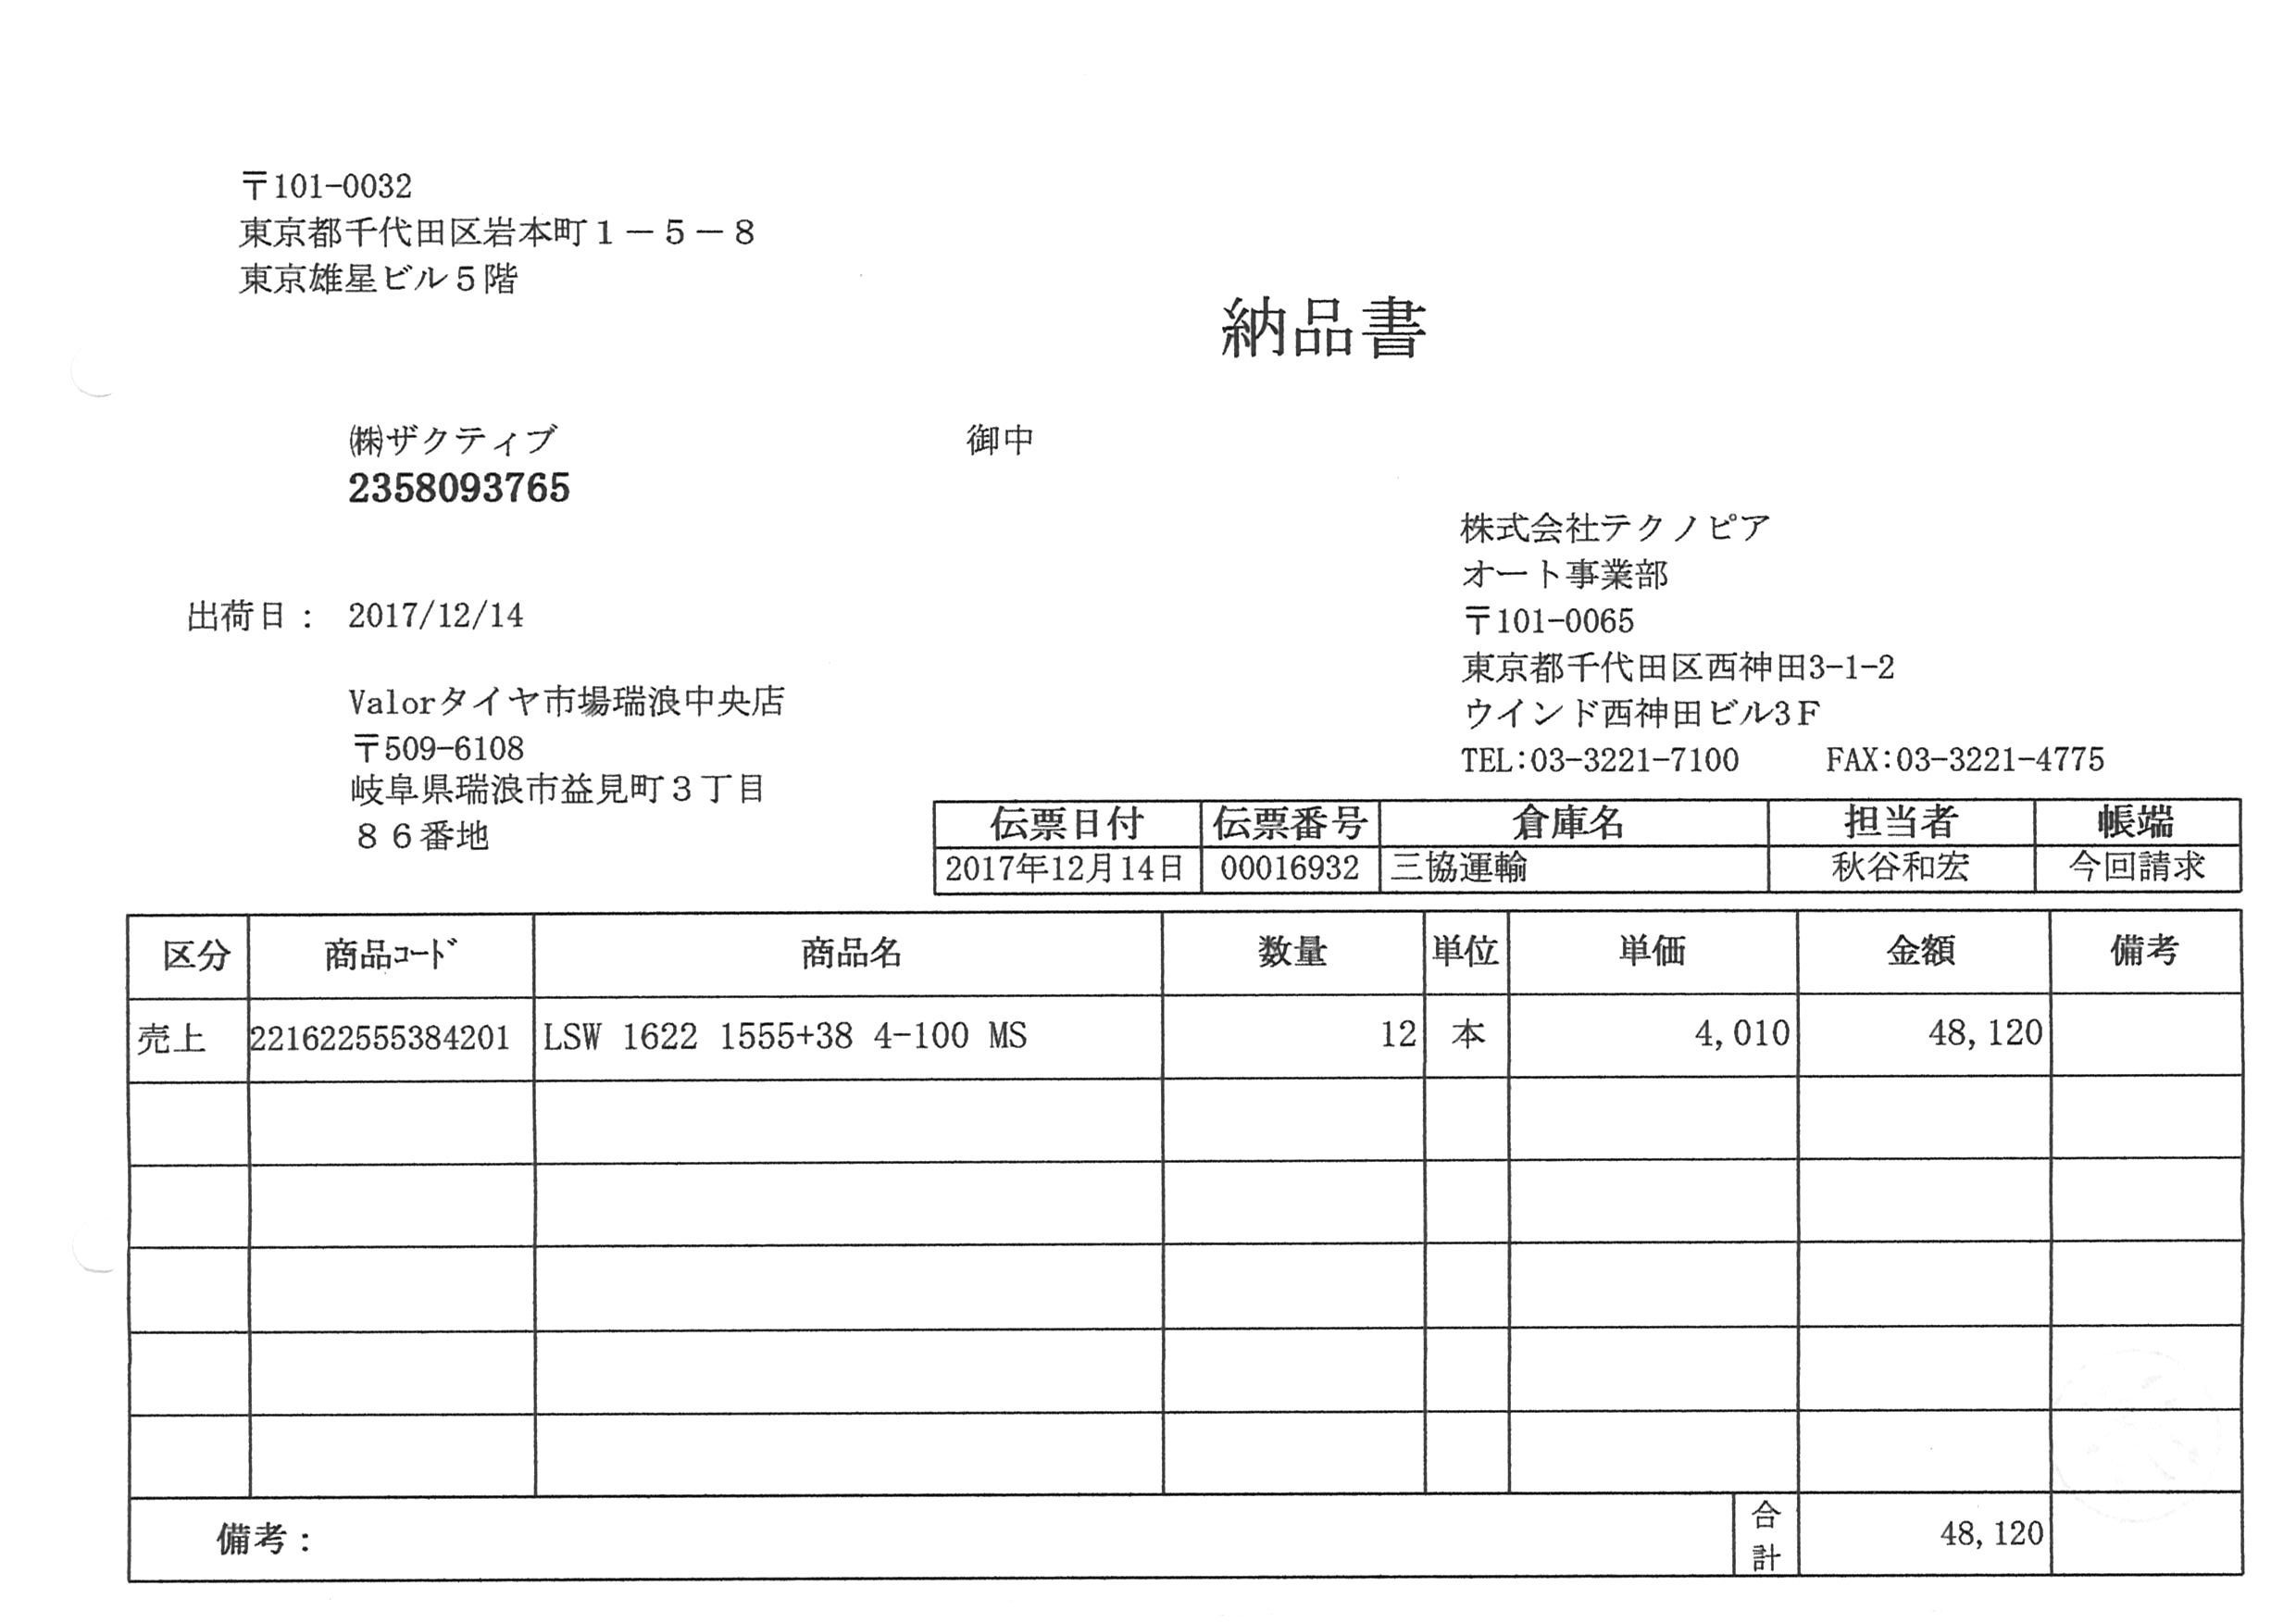 〒101-0032
東京都千代田区岩本町１－５－８
東京雄星ビル５階
納品書
㈱ザクティブ 御中
2358093765
株式会社テクノピア
オート事業部
〒101-0065
東京都千代田区西神田3-1-2
ウインド西神田ビル3Ｆ
TEL:03-3221-7100 FAX:03-3221-4775
出荷日： 2017/12/14
Valorタイヤ市場瑞浪中央店
〒509-6108
岐阜県瑞浪市益見町３丁目
８６番地
伝票日付 伝票番号 倉庫名 担当者 帳端
2017年12月14日 00016932 三協運輸 秋谷和宏 今回請求
区分 商品ｺｰﾄﾞ 商品名 数量 単位 単価 金額 備考
売上 221622555384201 LSW 1622 1555+38 4-100 MS 12 本 4,010 48,120
備考： 合計 48,120